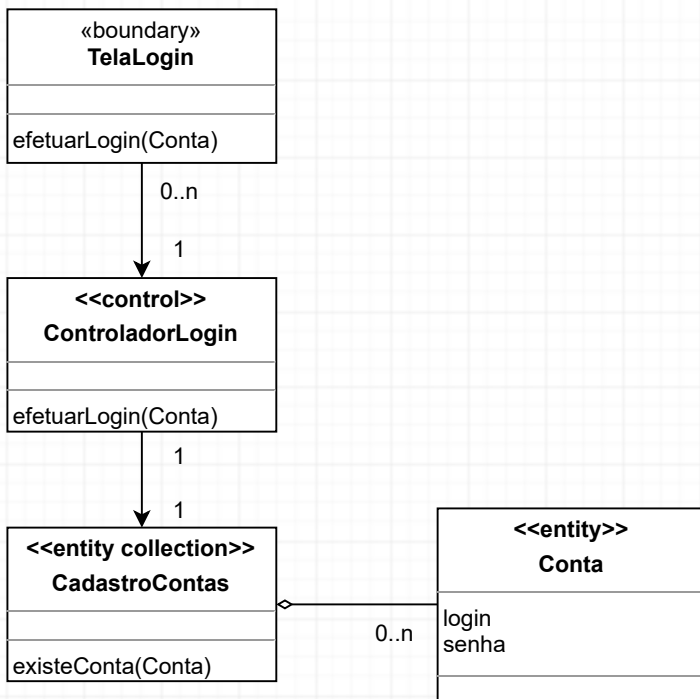 «boundary»
TelaLogin
efetuarLogin(Conta)
0..n
1
<<control>>
ControladorLogin
efetuarLogin(Conta)
1
1
<<entity collection>>
CadastroContas
existeConta(Conta)
0..n
<<entity>>
Conta
login
senha